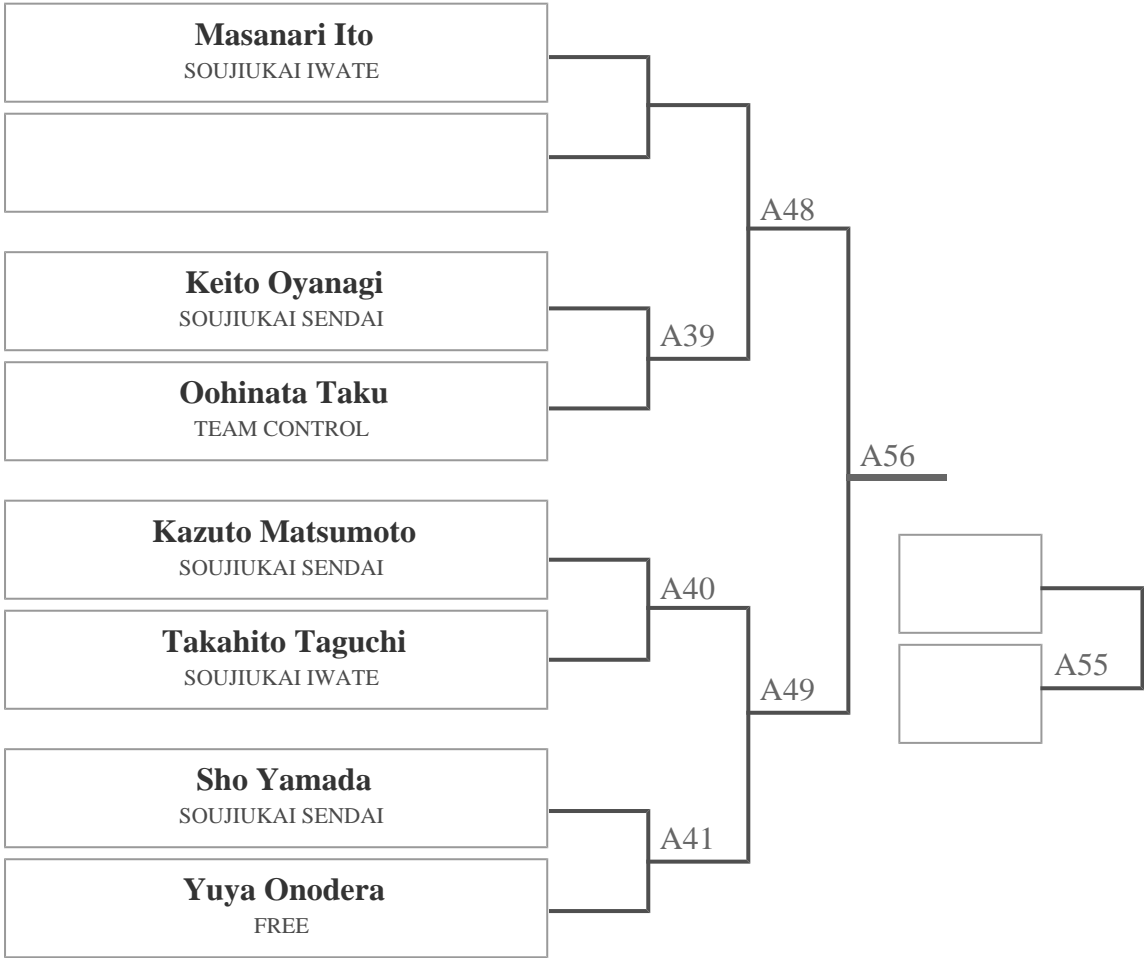 Masanari Ito
SOUJIUKAI IWATE
A48
Keito Oyanagi
SOUJIUKAI SENDAI
A39
Oohinata Taku
TEAM CONTROL
A56
Kazuto Matsumoto
SOUJIUKAI SENDAI
A40
Takahito Taguchi
SOUJIUKAI IWATE
A49
A55
Sho Yamada
SOUJIUKAI SENDAI
A41
Yuya Onodera
FREE